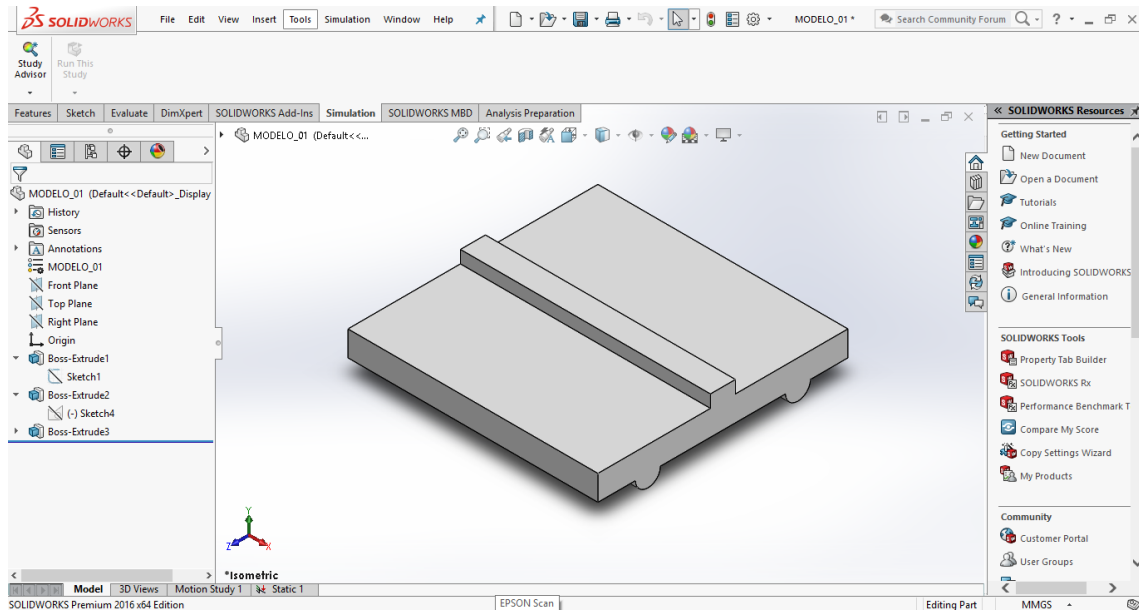 SOLIDWORKS File Edit View Insert Tools Simulation Window Help MODELO_01 * Search Community Forum ?
Study Advisor
Run This Study
Features Sketch Evaluate DimXpert SOLIDWORKS Add-Ins Simulation SOLIDWORKS MBD Analysis Preparation
MODELO_01 (Default<<...
MODELO_01 (Default<<Default>_Display
History
Sensors
Annotations
MODELO_01
Front Plane
Top Plane
Right Plane
Origin
Boss-Extrude1
Sketch1
Boss-Extrude2
(-) Sketch4
Boss-Extrude3
Y
Z
X
*Isometric
« SOLIDWORKS Resources
Getting Started
New Document
Open a Document
Tutorials
Online Training
What's New
Introducing SOLIDWORKS
General Information
SOLIDWORKS Tools
Property Tab Builder
SOLIDWORKS Rx
Performance Benchmark T
Compare My Score
Copy Settings Wizard
My Products
Community
Customer Portal
User Groups
Model 3D Views Motion Study 1 Static 1
SOLIDWORKS Premium 2016 x64 Edition EPSON Scan Editing Part MMGS